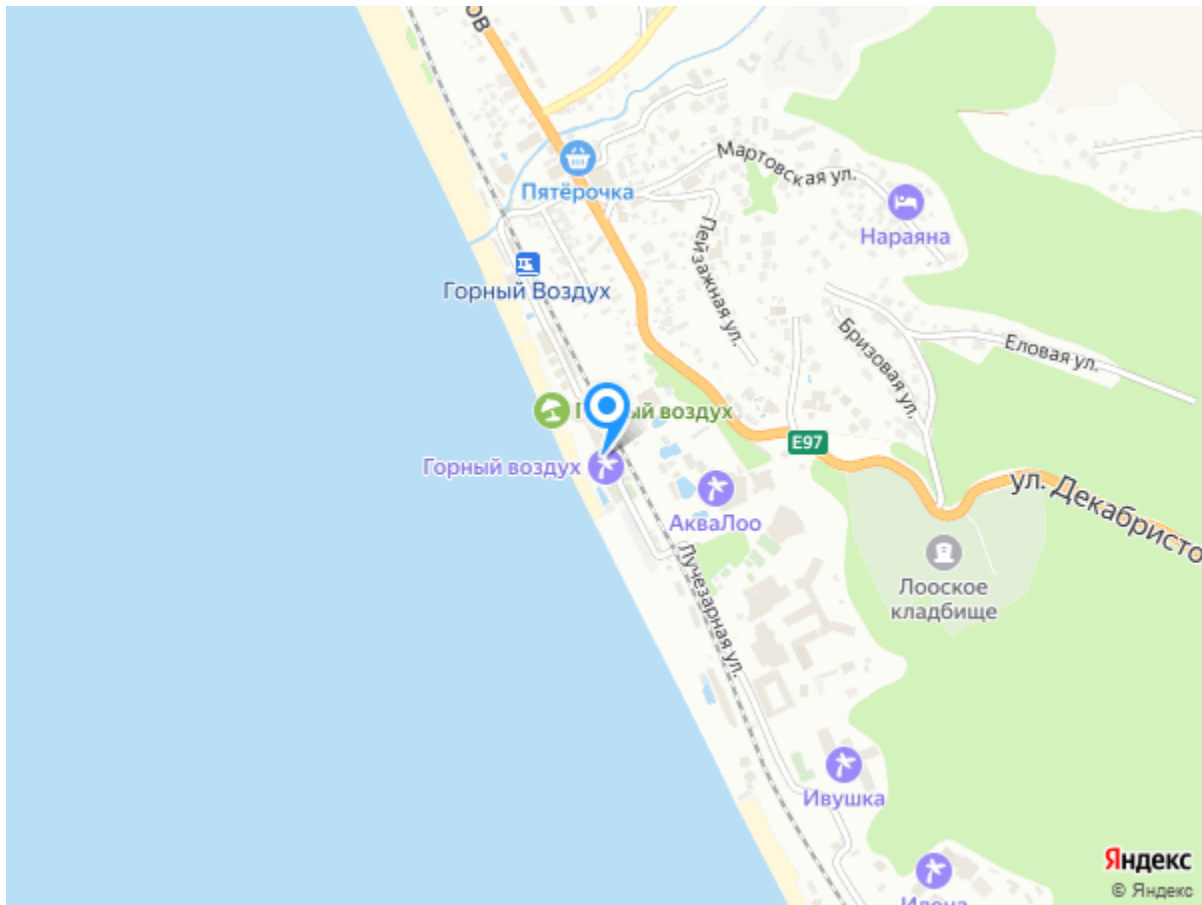 ов
Пятёрочка
Мартовская ул.
Нараяна
Пейзажная ул.
Горный Воздух
Бризовая ул.
Еловая ул.
воздух
E97
Горный воздух
АкваЛоо
ул. Декабристо
Лооское
кладбище
Лучезарная ул.
Ивушка
Яндекс
© Яндекс